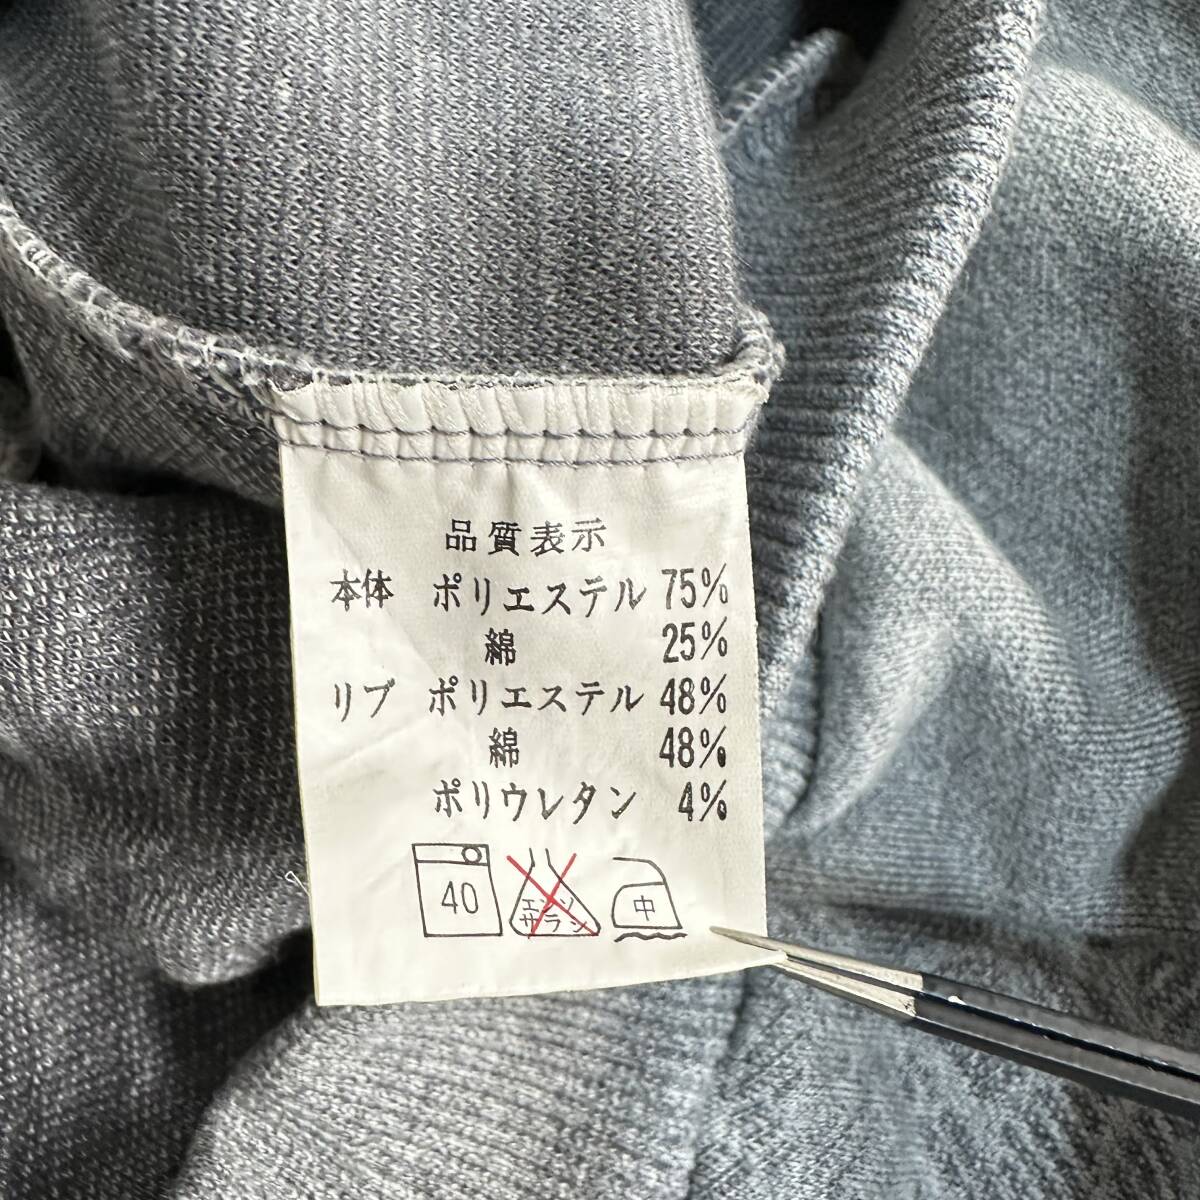 品質表示
本体 ポリエステル 75%
綿 25%
リブ ポリエステル 48%
綿 48%
ポリウレタン 4%
40 エンソ サラシ 中